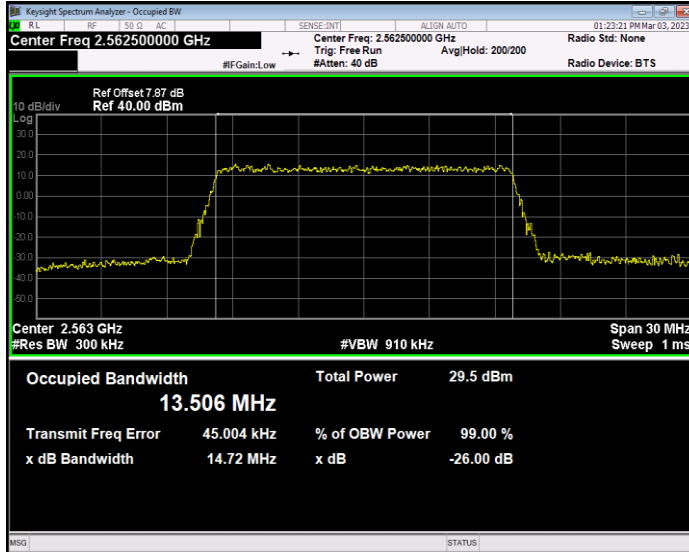 Keysight Spectrum Analyzer - Occupied BW
RL RF 50 Ω AC SENSE:INT ALIGN AUTO 01:23:21 PM Mar 03, 2023
Center Freq 2.562500000 GHz
Center Freq: 2.562500000 GHz
Radio Std: None
Trig: Free Run Avg|Hold: 200/200
#IFGain:Low #Atten: 40 dB Radio Device: BTS
Ref Offset 7.87 dB
10 dB/div Ref 40.00 dBm
Log
30.0
20.0
10.0
0.00
-10.0
-20.0
-30.0
-40.0
-50.0
Center 2.563 GHz Span 30 MHz
#Res BW 300 kHz #VBW 910 kHz Sweep 1 ms
Occupied Bandwidth Total Power 29.5 dBm
13.506 MHz
Transmit Freq Error 45.004 kHz % of OBW Power 99.00 %
x dB Bandwidth 14.72 MHz x dB -26.00 dB
MSG STATUS